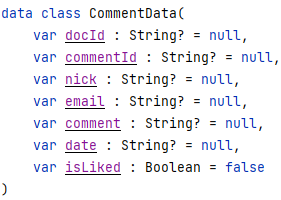 data class CommentData(
    var docId : String? = null,
    var commentId : String? = null,
    var nick : String? = null,
    var email : String? = null,
    var comment : String? = null,
    var date : String? = null,
    var isLiked : Boolean = false
)